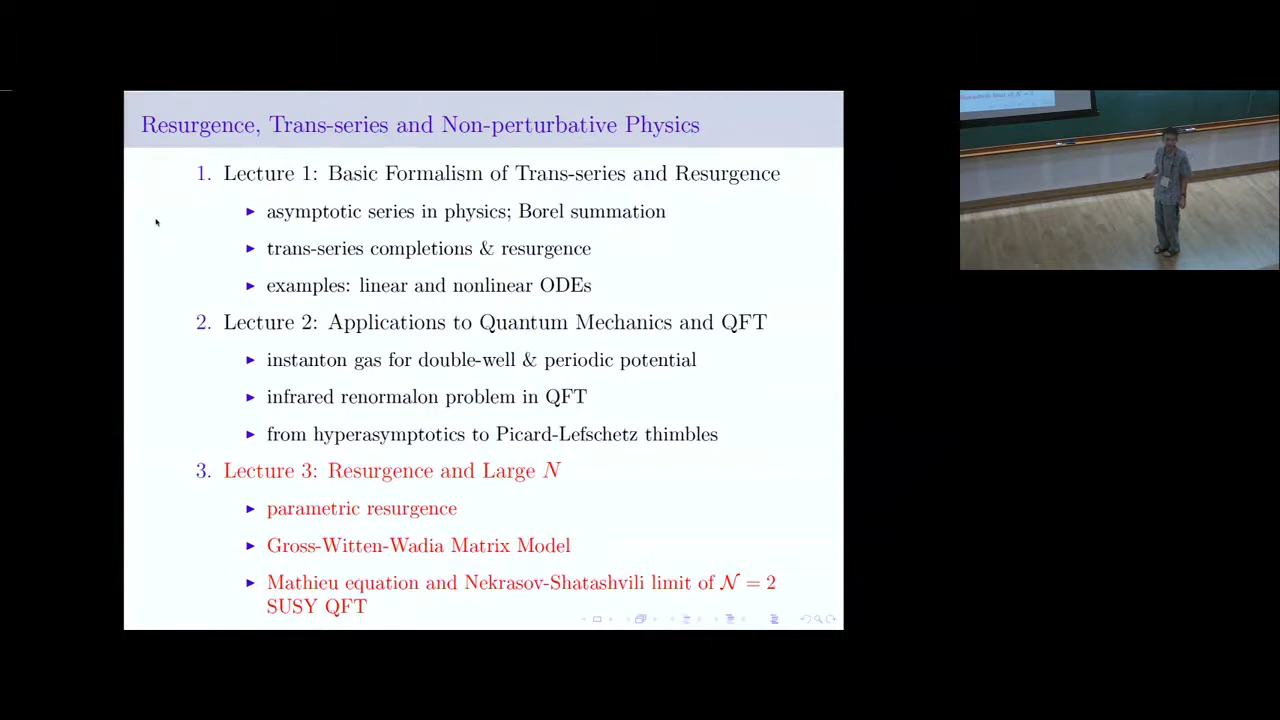 Resurgence, Trans-series and Non-perturbative Physics
1. Lecture 1: Basic Formalism of Trans-series and Resurgence
▶ asymptotic series in physics; Borel summation
▶ trans-series completions & resurgence
▶ examples: linear and nonlinear ODEs
2. Lecture 2: Applications to Quantum Mechanics and QFT
▶ instanton gas for double-well & periodic potential
▶ infrared renormalon problem in QFT
▶ from hyperasymptotics to Picard-Lefschetz thimbles
3. Lecture 3: Resurgence and Large N
▶ parametric resurgence
▶ Gross-Witten-Wadia Matrix Model
▶ Mathieu equation and Nekrasov-Shatashvili limit of 𝒩 = 2
SUSY QFT